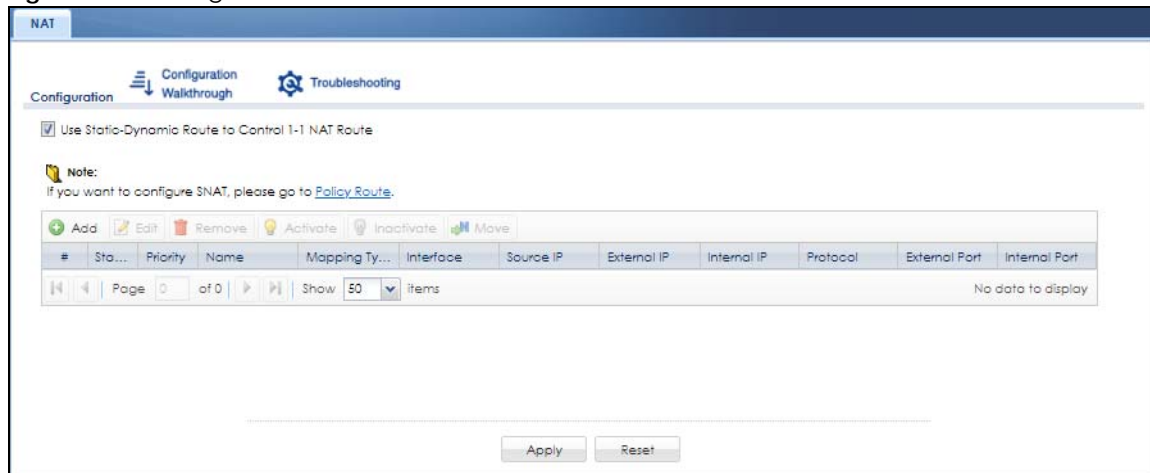 NAT
Configuration
Configuration Walkthrough
Troubleshooting
Use Static-Dynamic Route to Control 1-1 NAT Route
Note:
If you want to configure SNAT, please go to Policy Route.
Add Edit Remove Activate Inactivate Move
# Sta... Priority Name Mapping Ty... Interface Source IP External IP Internal IP Protocol External Port Internal Port
Page 0 of 0 Show 50 items No data to display
Apply Reset